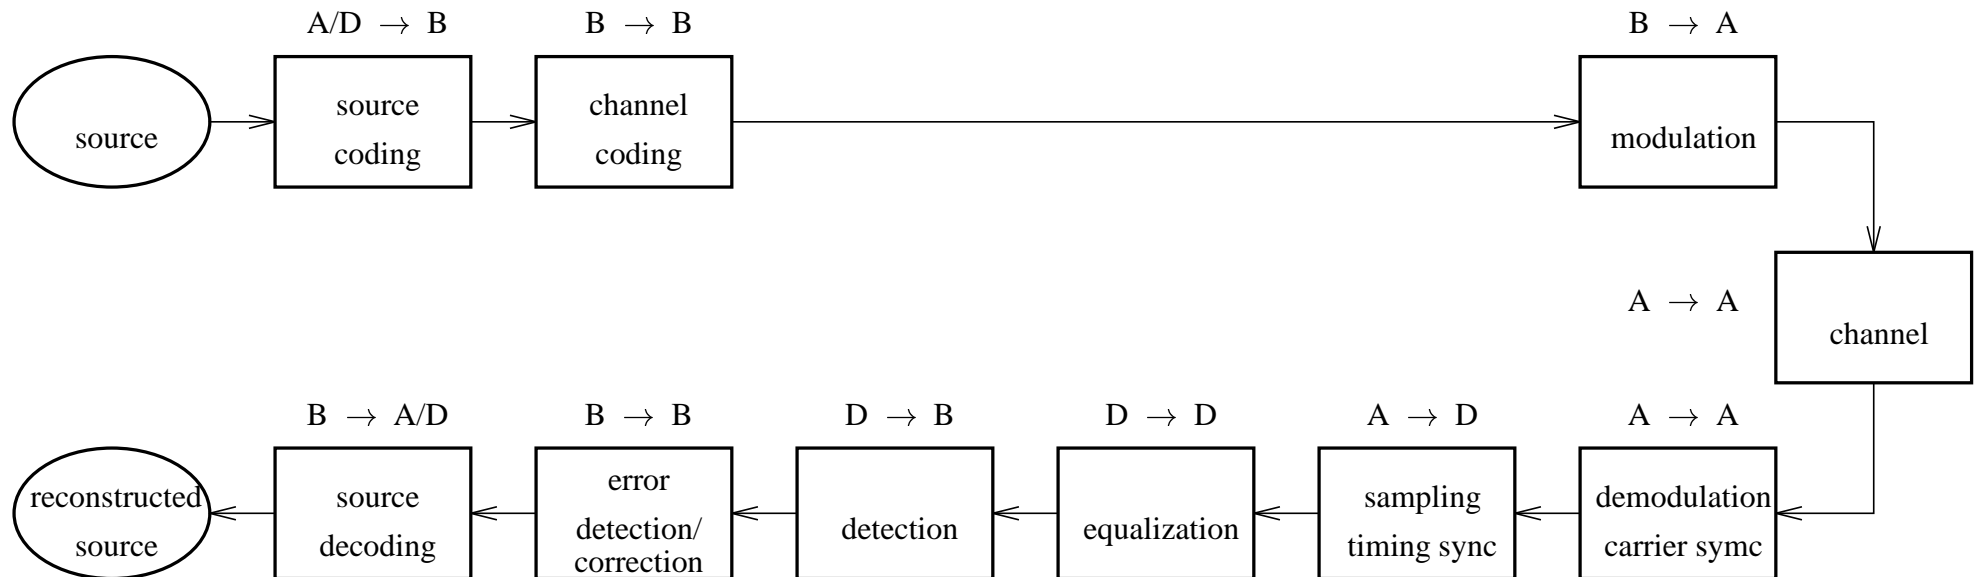 A/D → B
B → B
B → A
source
source
coding
channel
coding
modulation
A → A
channel
B → A/D
B → B
D → B
D → D
A → D
A → A
reconstructed
source
source
decoding
error
detection/
correction
detection
equalization
sampling
timing sync
demodulation
carrier symc